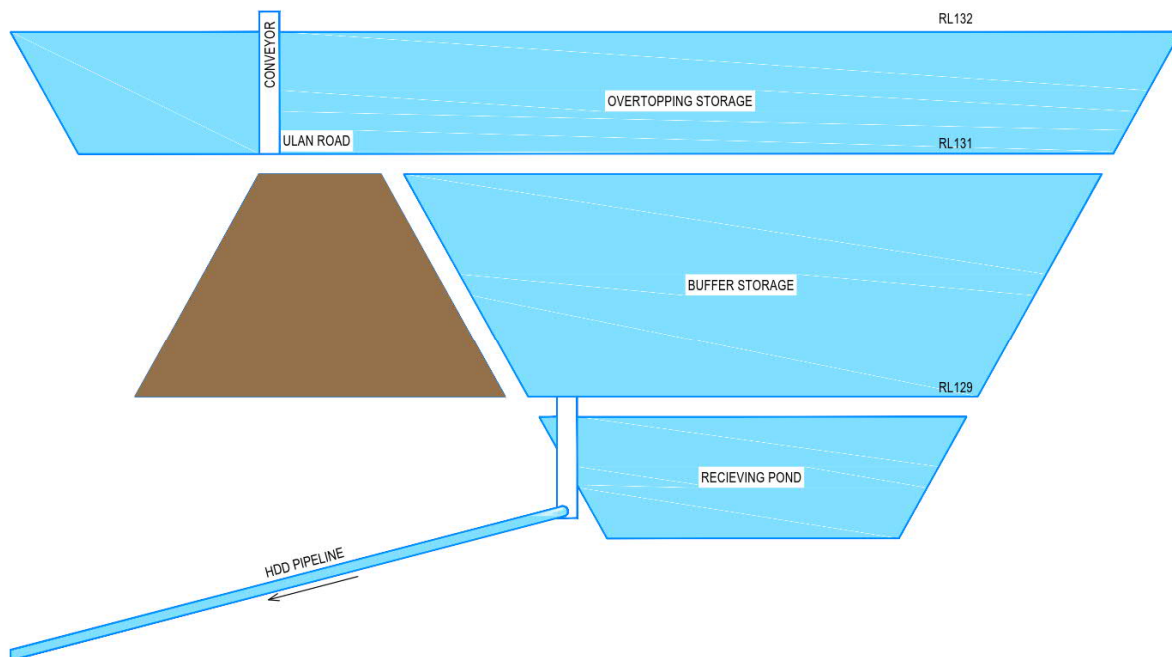 RL132
CONVEYOR
OVERTOPPING STORAGE
ULAN ROAD
RL131
BUFFER STORAGE
RL129
RECIEVING POND
HDD PIPELINE